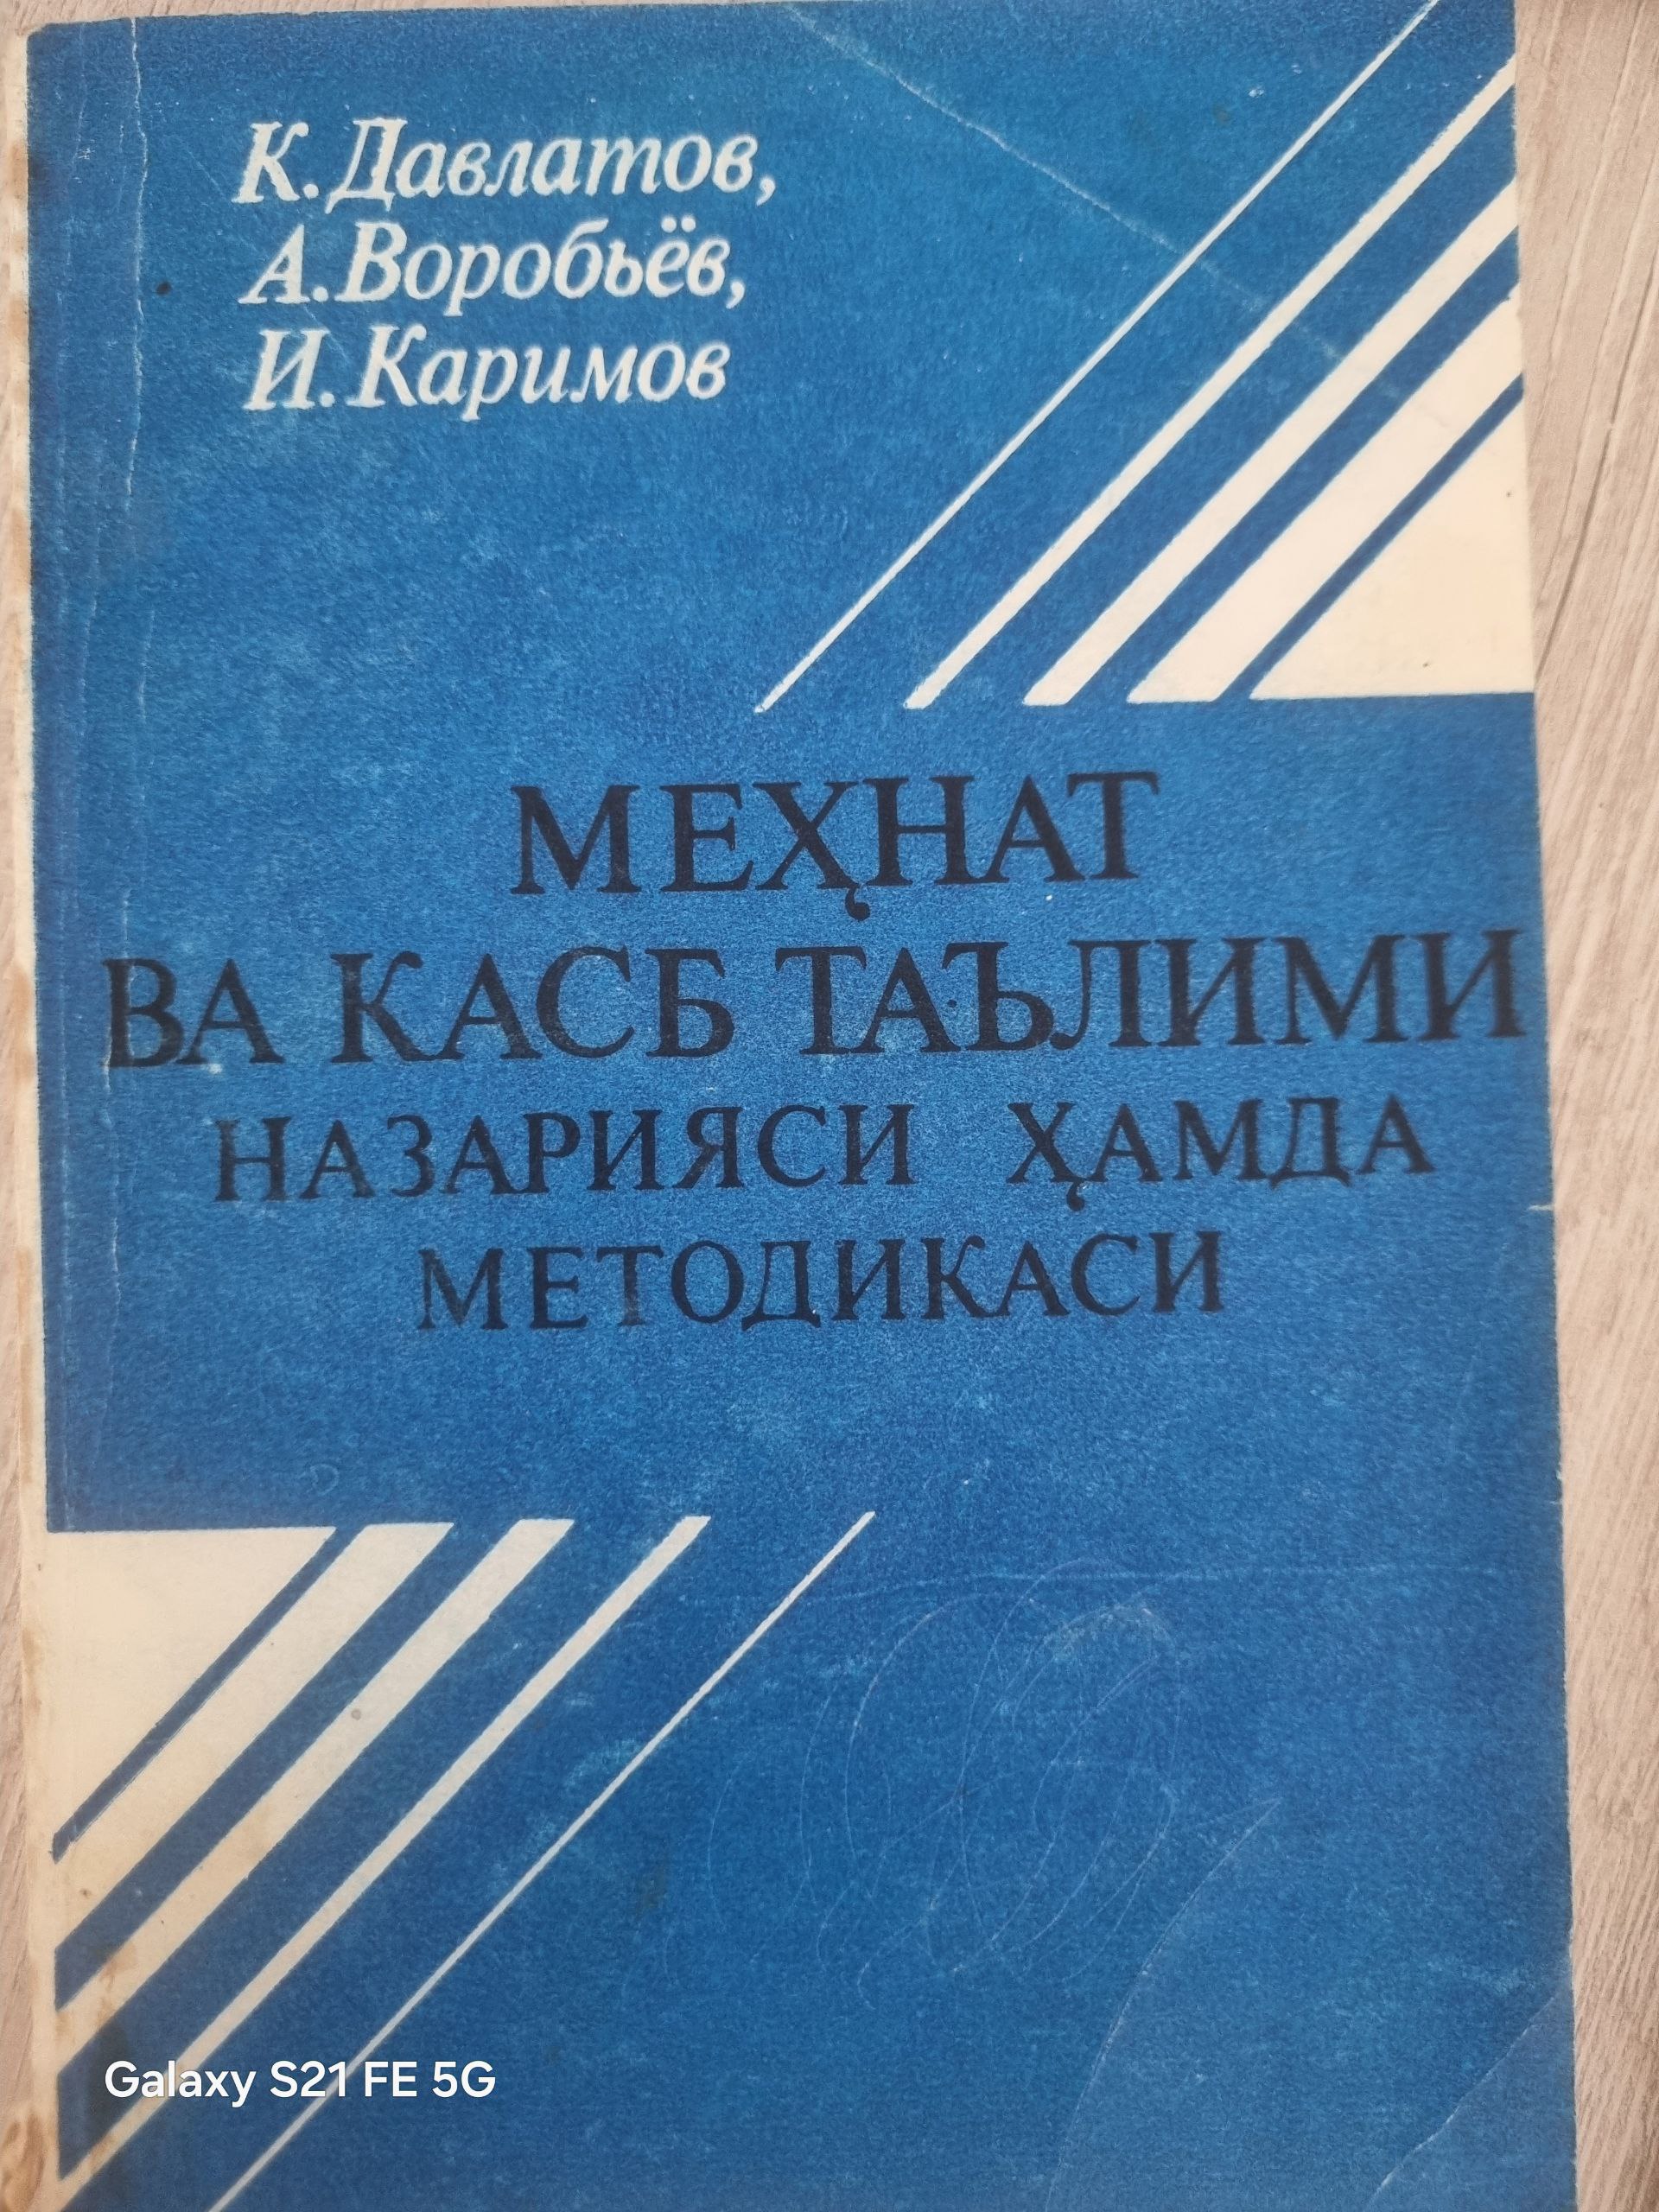 К. Давлатов,
А. Воробьёв,
И. Каримов
МЕҲНАТ
ВА КАСБ ТАЪЛИМИ
НАЗАРИЯСИ ҲАМДА
МЕТОДИКАСИ
Galaxy S21 FE 5G